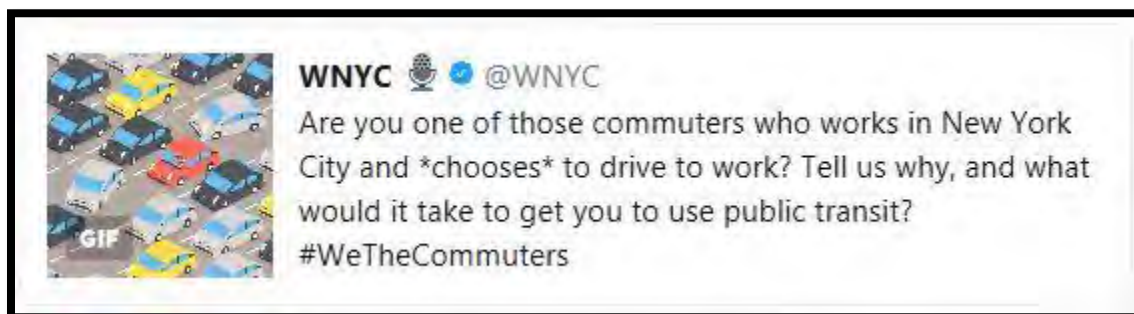 WNYC 🎙 @WNYC
Are you one of those commuters who works in New York
City and *chooses* to drive to work? Tell us why, and what
would it take to get you to use public transit?
#WeTheCommuters
GIF